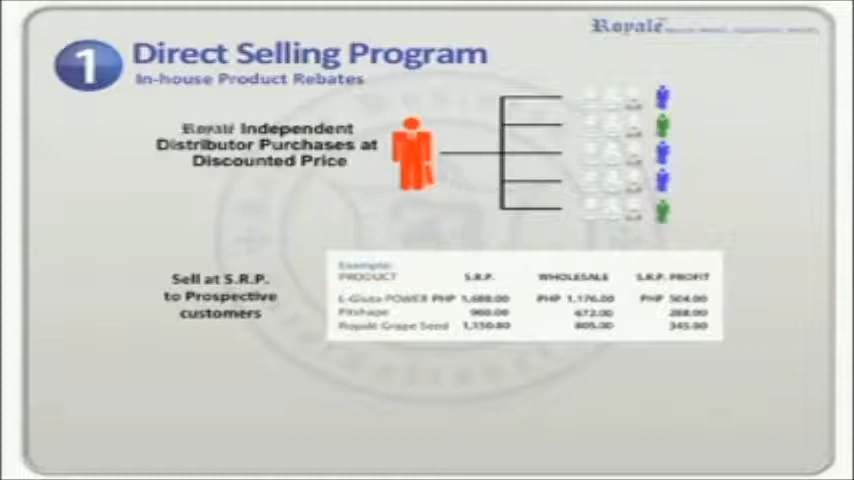 Royale
1
Direct Selling Program
In-house Product Rebates
Royale Independent
Distributor Purchases at
Discounted Price
Sell at S.R.P.
to Prospective
customers
Example:
PRODUCT S.R.P. WHOLESALE S.R.P. PROFIT
L-Gluta POWER PHP 1,680.00 PHP 1,176.00 PHP 504.00
Fitshape 960.00 672.00 288.00
Royale Grape Seed 1,150.00 805.00 345.00